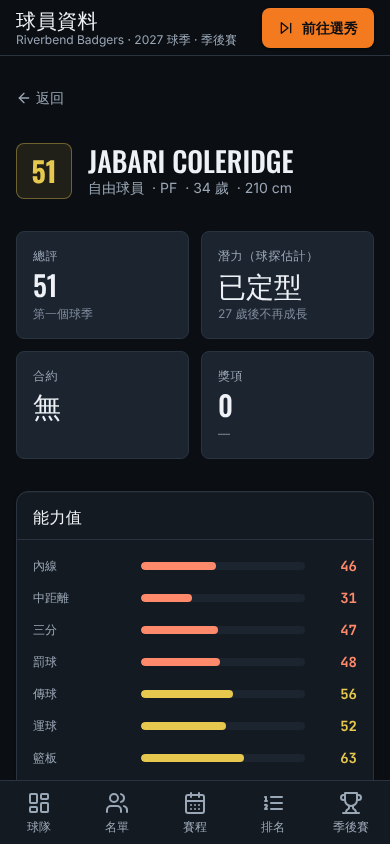 球員資料
Riverbend Badgers · 2027 球季 · 季後賽
前往選秀
返回
51
JABARI COLERIDGE
自由球員 · PF · 34 歲 · 210 cm
總評
51
第一個球季
潛力（球探估計）
已定型
27 歲後不再成長
合約
無
獎項
0
—
能力值
內線 46
中距離 31
三分 47
罰球 48
傳球 56
運球 52
籃板 63
球隊
名單
賽程
排名
季後賽